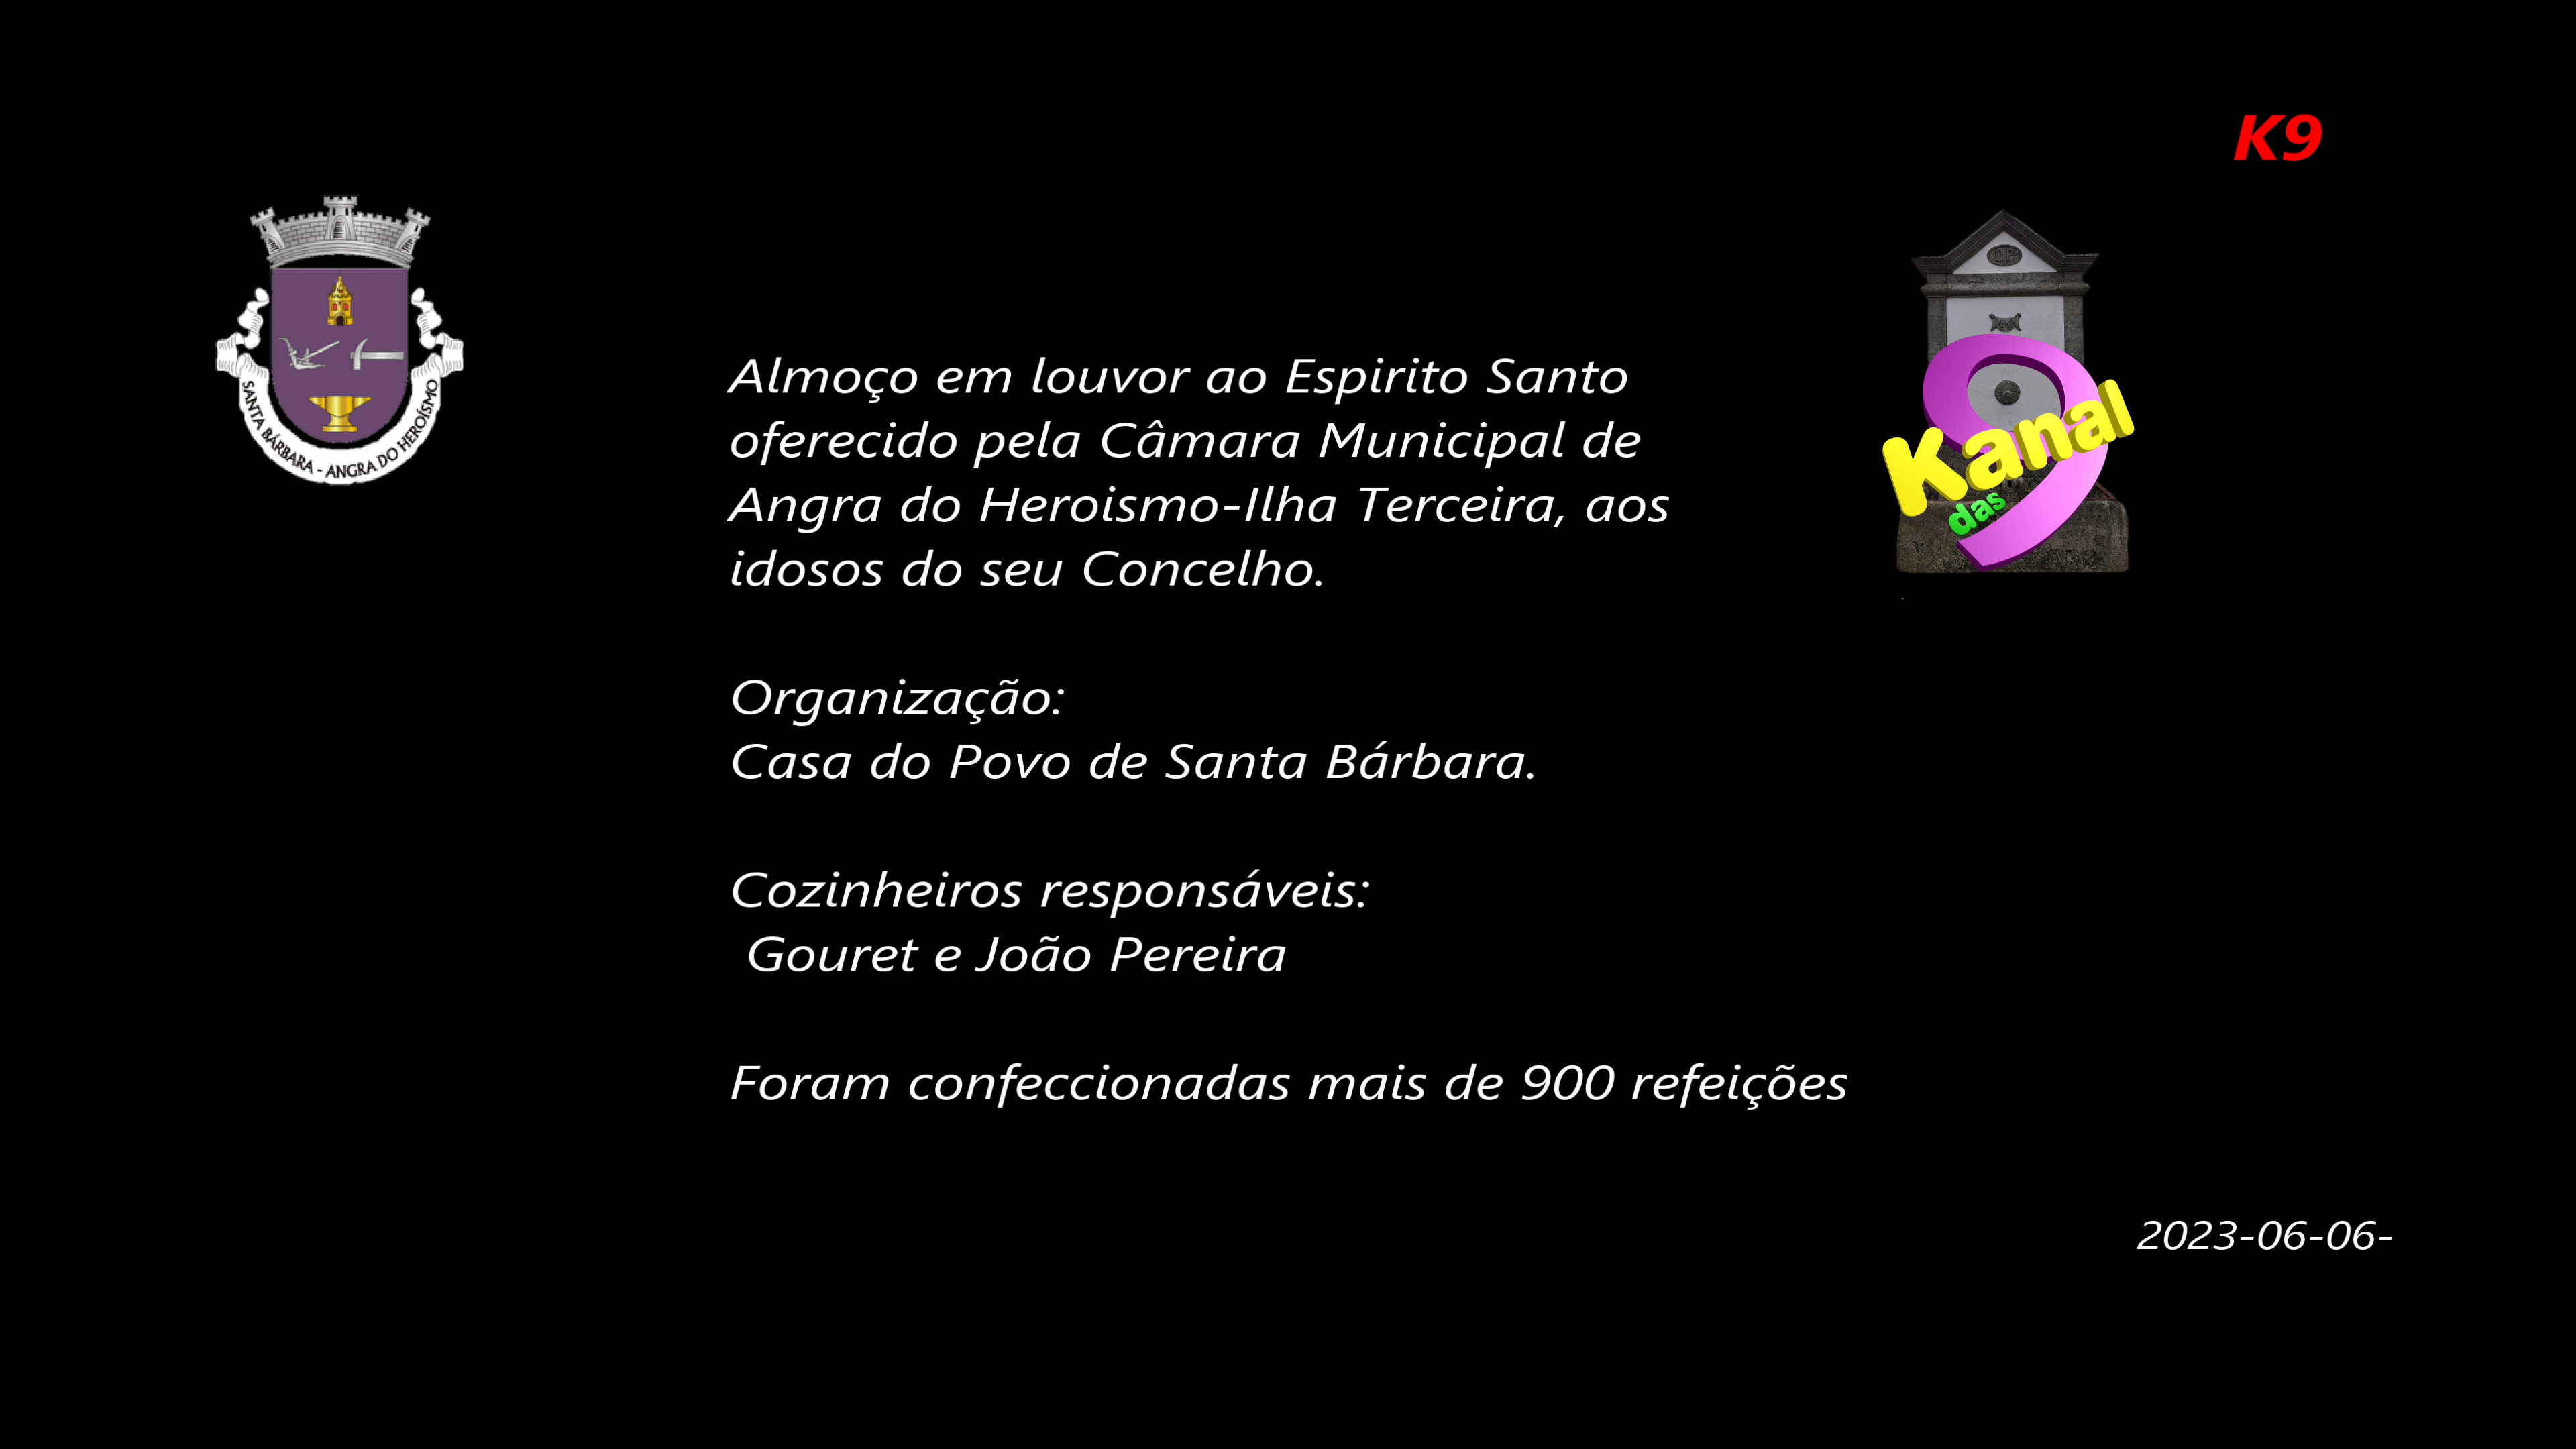 K9
SANTA BÁRBARA - ANGRA DO HEROÍSMO
OP
Kanal
das
9
Almoço em louvor ao Espirito Santo
oferecido pela Câmara Municipal de
Angra do Heroismo-Ilha Terceira, aos
idosos do seu Concelho.
Organização:
Casa do Povo de Santa Bárbara.
Cozinheiros responsáveis:
Gouret e João Pereira
Foram confeccionadas mais de 900 refeições
2023-06-06-